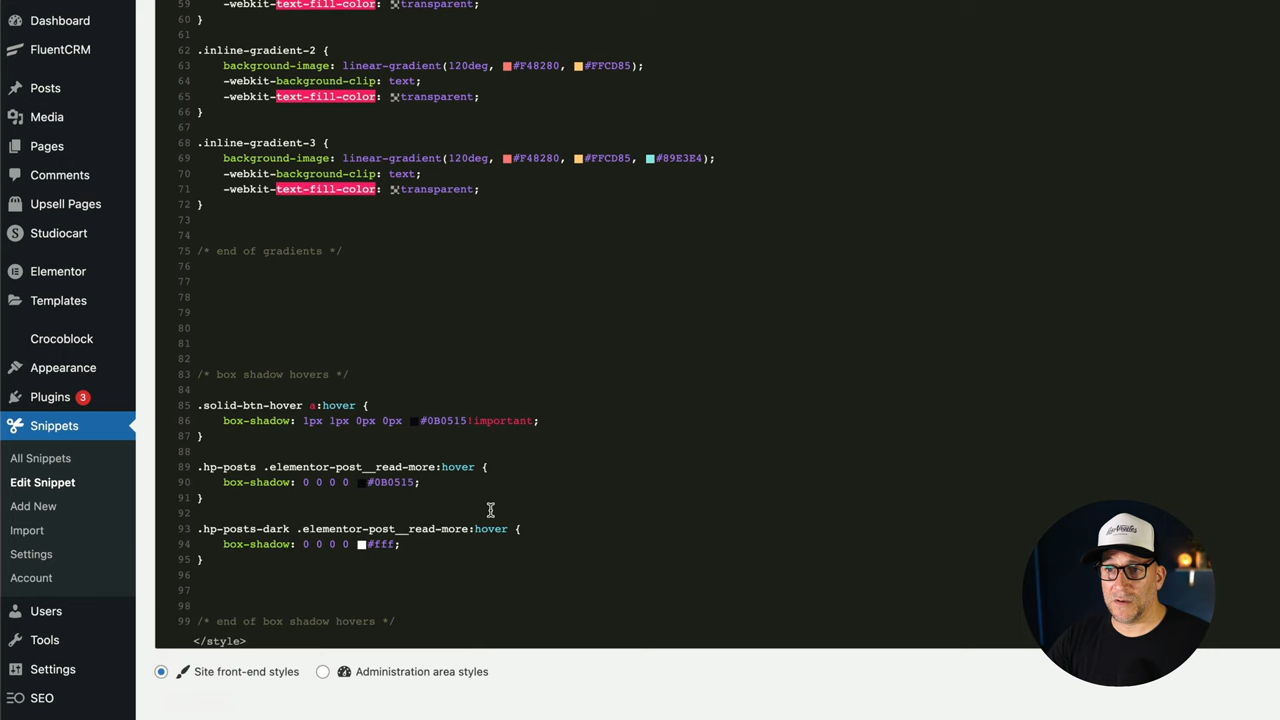 Dashboard
FluentCRM
Posts
Media
Pages
Comments
Upsell Pages
Studiocart
Elementor
Templates
Crocoblock
Appearance
Plugins 3
Snippets
All Snippets
Edit Snippet
Add New
Import
Settings
Account
Users
Tools
Settings
SEO
59 -webkit-text-fill-color: transparent;
60 }
61
62 .inline-gradient-2 {
63 background-image: linear-gradient(120deg, #F48280, #FFCD85);
64 -webkit-background-clip: text;
65 -webkit-text-fill-color: transparent;
66 }
67
68 .inline-gradient-3 {
69 background-image: linear-gradient(120deg, #F48280, #FFCD85, #89E3E4);
70 -webkit-background-clip: text;
71 -webkit-text-fill-color: transparent;
72 }
73
74
75 /* end of gradients */
76
77
78
79
80
81
82
83 /* box shadow hovers */
84
85 .solid-btn-hover a:hover {
86 box-shadow: 1px 1px 0px 0px #0B0515!important;
87 }
88
89 .hp-posts .elementor-post__read-more:hover {
90 box-shadow: 0 0 0 0 #0B0515;
91 }
92
93 .hp-posts-dark .elementor-post__read-more:hover {
94 box-shadow: 0 0 0 0 #fff;
95 }
96
97
98
99 /* end of box shadow hovers */
</style>
Site front-end styles
Administration area styles
Los Angeles